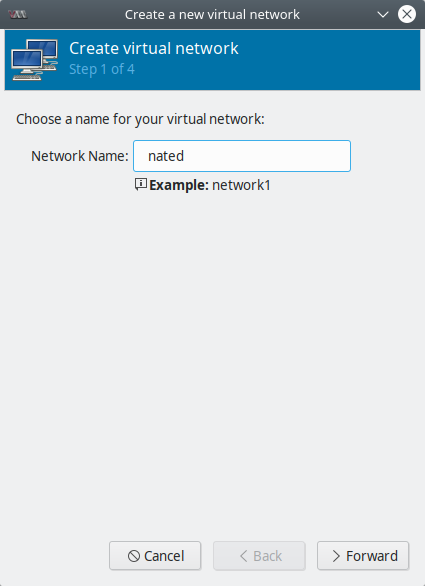 Create a new virtual network
Create virtual network
Step 1 of 4
Choose a name for your virtual network:
Network Name: nated
Example: network1
Cancel Back Forward